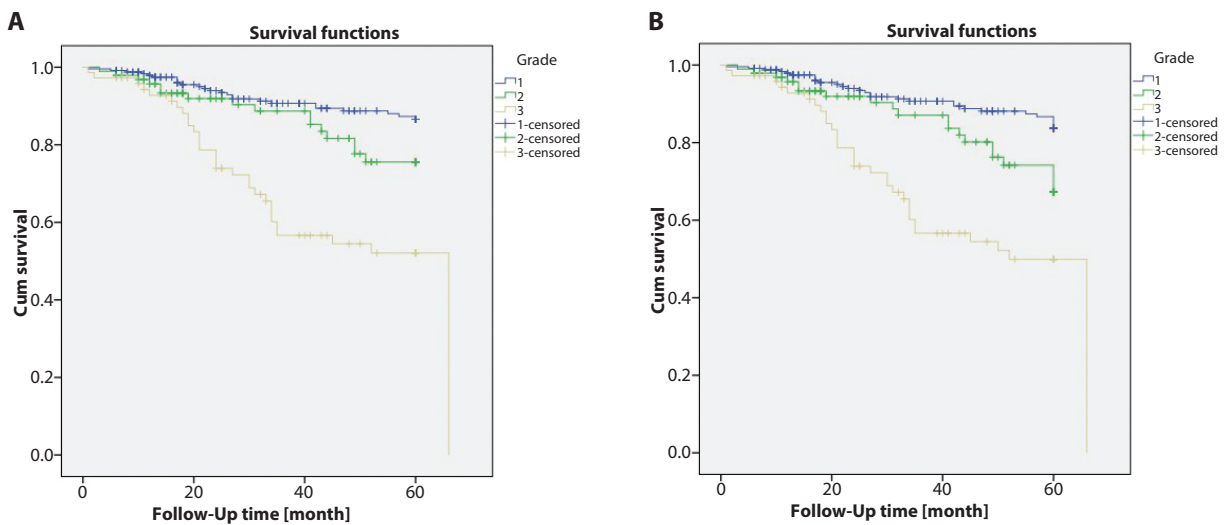 A
Survival functions
Grade
1
2
3
1-censored
2-censored
3-censored
Cum survival
1.0
0.8
0.6
0.4
0.2
0.0
0 20 40 60
Follow-Up time [month]
B
Survival functions
Grade
1
2
3
1-censored
2-censored
3-censored
Cum survival
1.0
0.8
0.6
0.4
0.2
0.0
0 20 40 60
Follow-Up time [month]